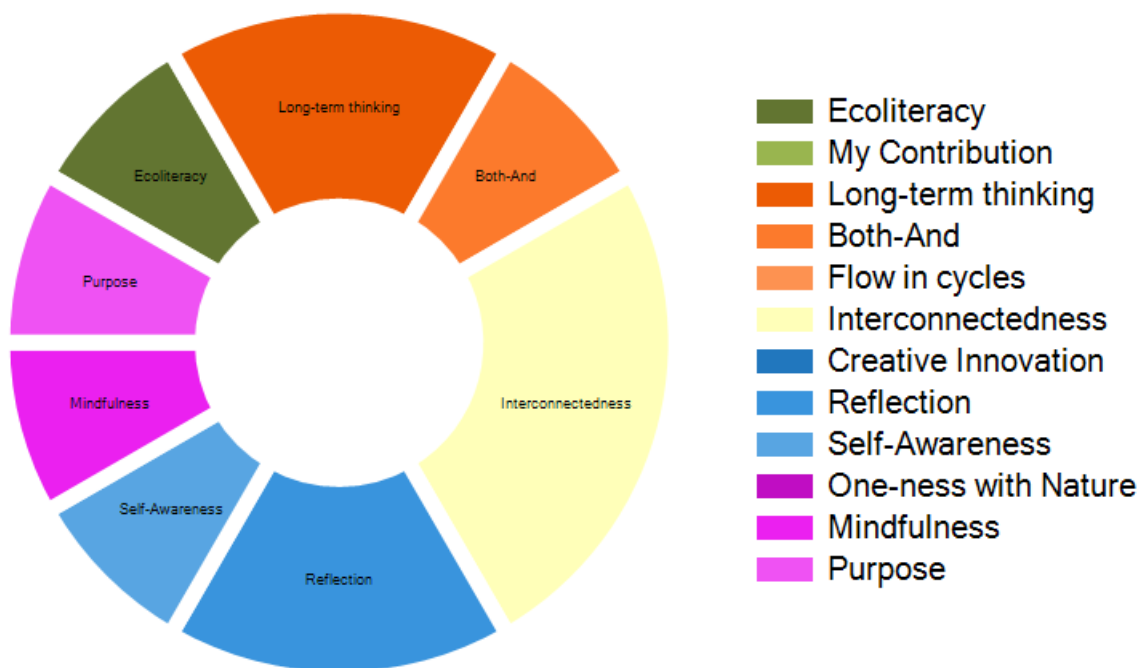 Long-term thinking
Both-And
Ecoliteracy
Purpose
Mindfulness
Interconnectedness
Self-Awareness
Reflection
Ecoliteracy
My Contribution
Long-term thinking
Both-And
Flow in cycles
Interconnectedness
Creative Innovation
Reflection
Self-Awareness
One-ness with Nature
Mindfulness
Purpose